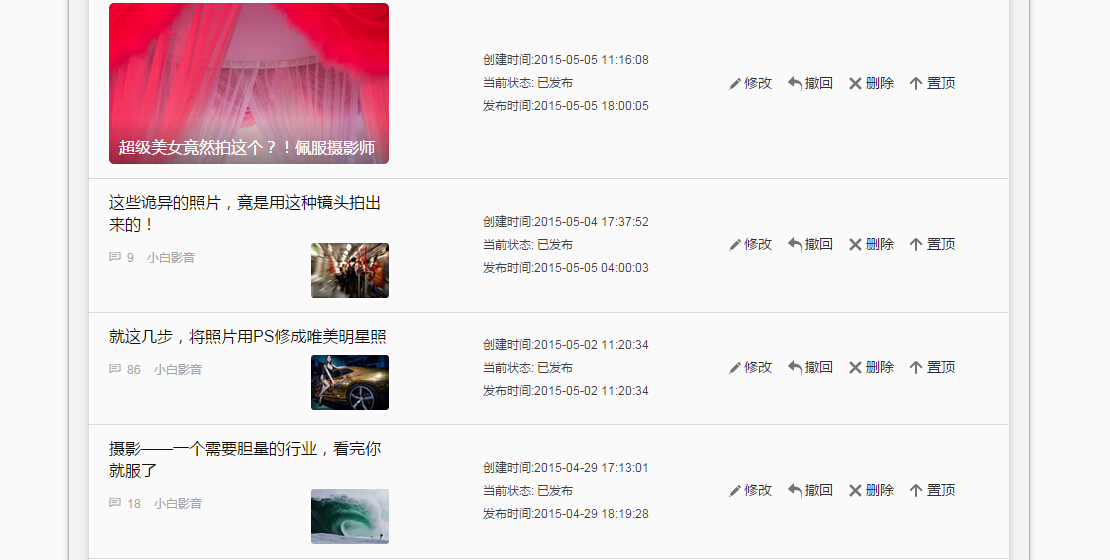 超级美女竟然拍这个？！佩服摄影师
创建时间:2015-05-05 11:16:08
当前状态: 已发布
发布时间:2015-05-05 18:00:05
修改 撤回 删除 置顶
这些诡异的照片，竟是用这种镜头拍出
来的！
9 小白影音
创建时间:2015-05-04 17:37:52
当前状态: 已发布
发布时间:2015-05-05 04:00:03
修改 撤回 删除 置顶
就这几步，将照片用PS修成唯美明星照
86 小白影音
创建时间:2015-05-02 11:20:34
当前状态: 已发布
发布时间:2015-05-02 11:20:34
修改 撤回 删除 置顶
摄影——一个需要胆量的行业，看完你
就服了
18 小白影音
创建时间:2015-04-29 17:13:01
当前状态: 已发布
发布时间:2015-04-29 18:19:28
修改 撤回 删除 置顶